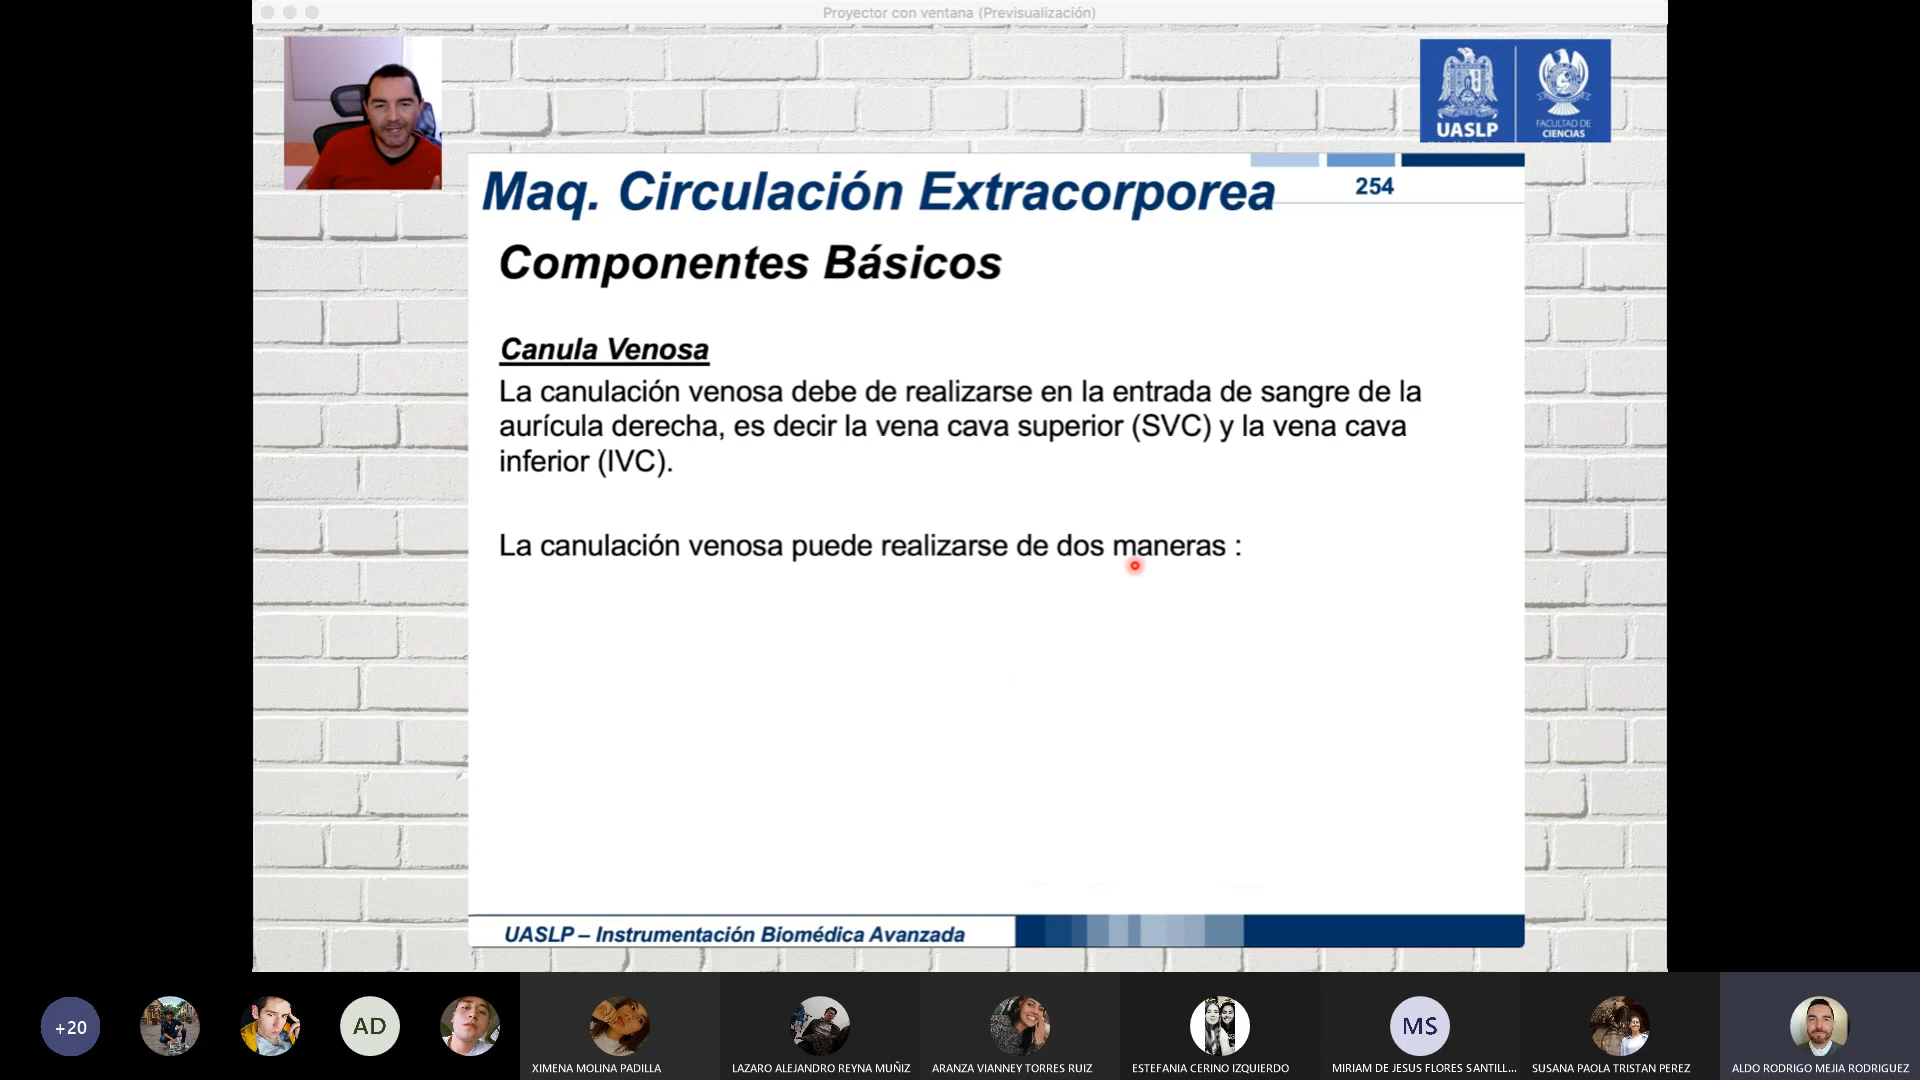 Proyector con ventana (Previsualización)
UASLP
FACULTAD DE
CIENCIAS
Maq. Circulación Extracorporea
254
Componentes Básicos
Canula Venosa
La canulación venosa debe de realizarse en la entrada de sangre de la
aurícula derecha, es decir la vena cava superior (SVC) y la vena cava
inferior (IVC).
La canulación venosa puede realizarse de dos maneras :
UASLP – Instrumentación Biomédica Avanzada
+20
AD
MS
XIMENA MOLINA PADILLA
LAZARO ALEJANDRO REYNA MUÑIZ
ARANZA VIANNEY TORRES RUIZ
ESTEFANIA CERINO IZQUIERDO
MIRIAM DE JESUS FLORES SANTILL...
SUSANA PAOLA TRISTAN PEREZ
ALDO RODRIGO MEJIA RODRIGUEZ